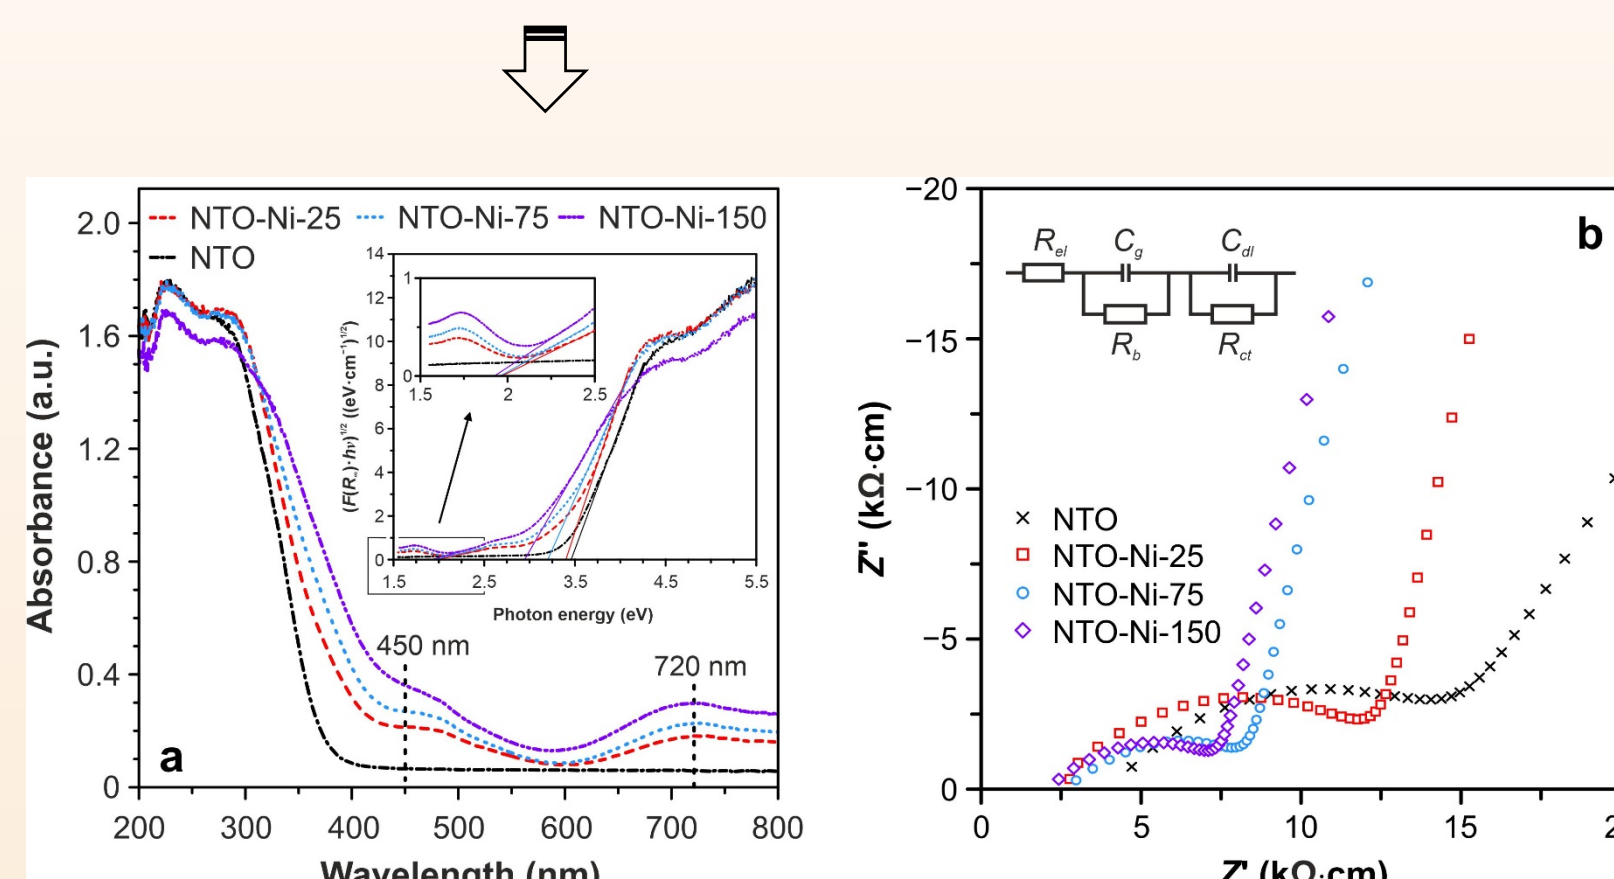 NTO-Ni-25 NTO-Ni-75 NTO-Ni-150
NTO
2.0
1.6
1.2
0.8
0.4
0
Absorbance (a.u.)
200 300 400 500 600 700 800
Wavelength (nm)
a
450 nm
720 nm
14
12
10
8
6
4
2
0
(F(R∞)·hν)^1/2 ((eV·cm⁻¹)^1/2)
1.5 2.5 3.5 4.5 5.5
Photon energy (eV)
1
0
1.5 2 2.5
b
−20
−15
−10
−5
0
Z'' (kΩ·cm)
R_el C_g C_dl
R_b R_ct
NTO
NTO-Ni-25
NTO-Ni-75
NTO-Ni-150
0 5 10 15
Z' (kΩ·cm)